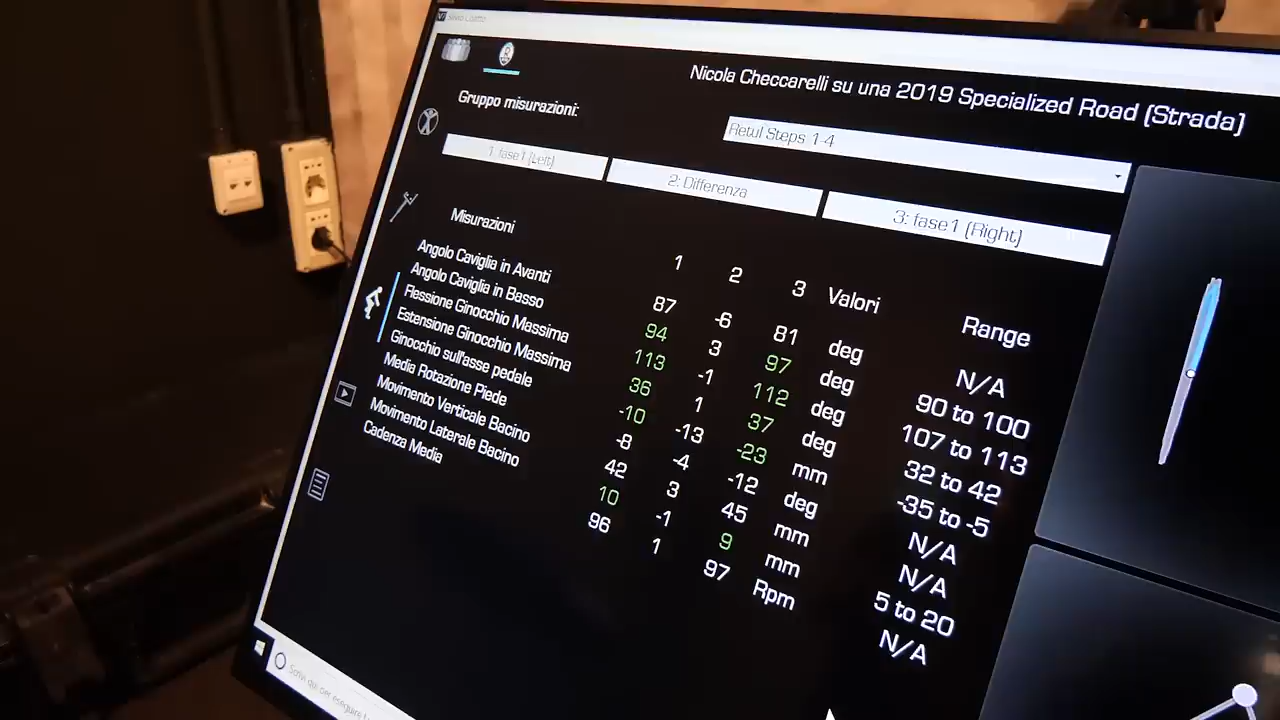 Nicola Checcarelli su una 2019 Specialized Road (Strada)
Gruppo misurazioni:
Retul Steps 1-4
1: fase1 (Left)
2: Differenza
3: fase1 (Right)
Misurazioni 1 2 3 Valori Range
Angolo Caviglia in Avanti 87 -6 81 deg N/A
Angolo Caviglia in Basso 94 3 97 deg 90 to 100
Flessione Ginocchio Massima 113 -1 112 deg 107 to 113
Estensione Ginocchio Massima 36 1 37 deg 32 to 42
Ginocchio sull'asse pedale -10 -13 -23 mm -35 to -5
Media Rotazione Piede -8 -4 -12 deg N/A
Movimento Verticale Bacino 42 3 45 mm N/A
Movimento Laterale Bacino 10 -1 9 mm 5 to 20
Cadenza Media 96 1 97 Rpm N/A
Scrivi qui per eseguire